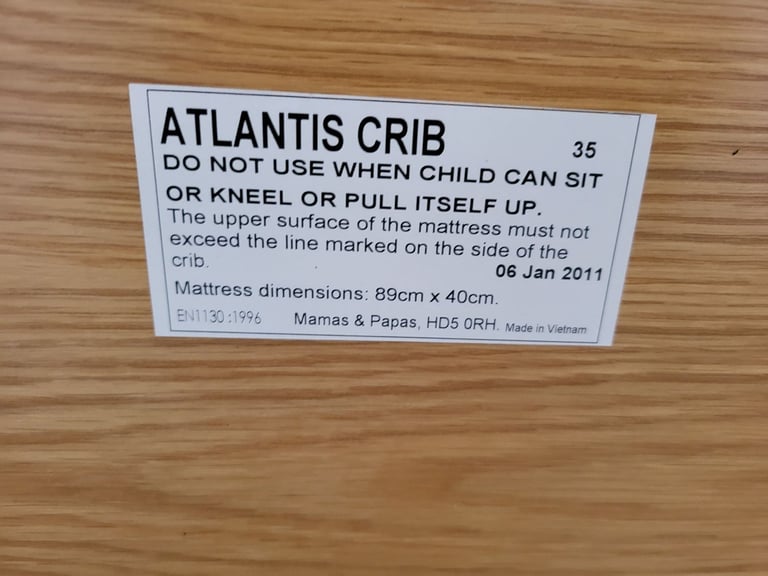 ATLANTIS CRIB 35
DO NOT USE WHEN CHILD CAN SIT
OR KNEEL OR PULL ITSELF UP.
The upper surface of the mattress must not
exceed the line marked on the side of the
crib. 06 Jan 2011
Mattress dimensions: 89cm x 40cm.
EN1130:1996 Mamas & Papas, HD5 0RH. Made in Vietnam